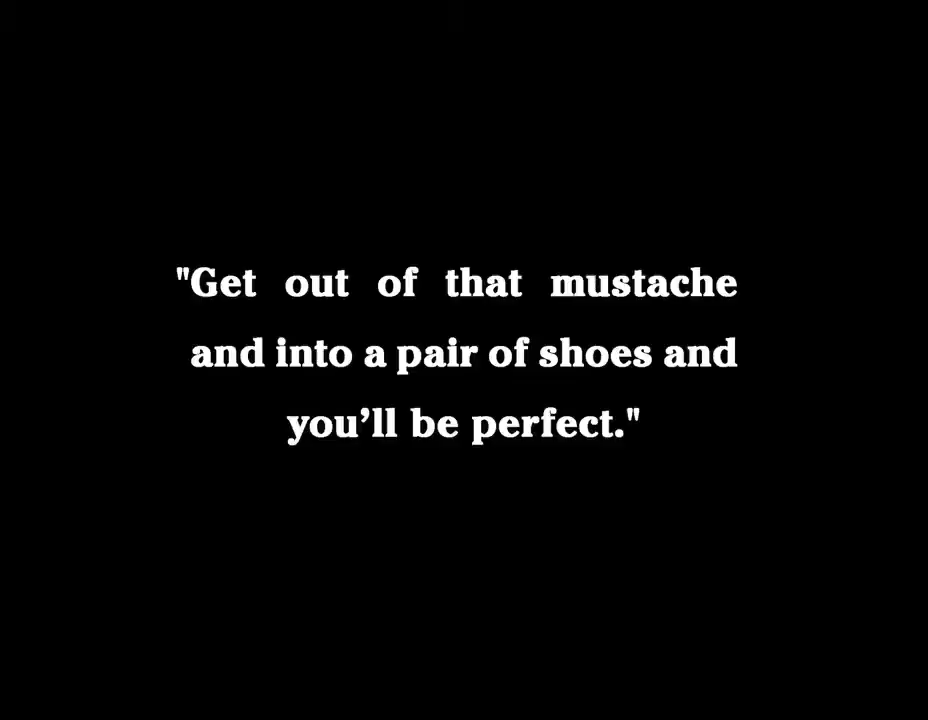 "Get out of that mustache
and into a pair of shoes and
you’ll be perfect."